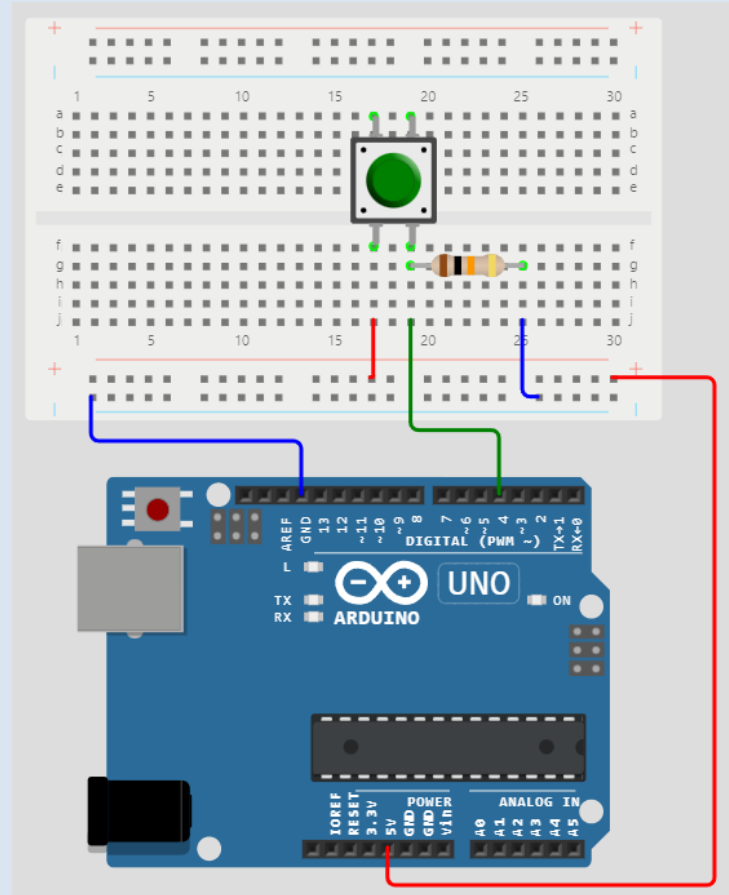 + +
1 5 10 15 20 25 30
a a
b b
c c
d d
e e
f f
g g
h h
i i
j j
1 5 10 15 20 25 30
+ +
AREF
GND
13
12
~11
~10
~9
8
7
~6
~5
4
~3
2
TX→1
RX←0
DIGITAL (PWM ~)
L
TX
RX
UNO
ON
ARDUINO
IOREF
RESET
3.3V
5V
GND
GND
Vin
POWER
ANALOG IN
A0
A1
A2
A3
A4
A5